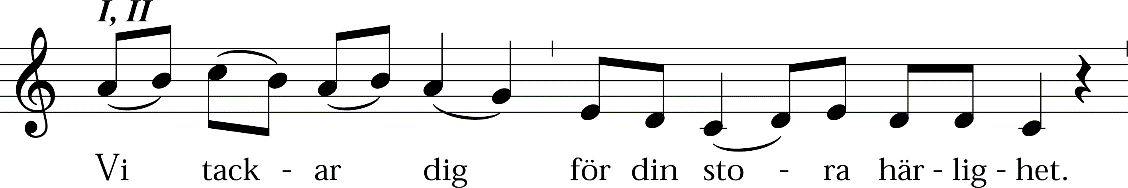 I, II
Vi tack - ar dig för din sto - ra här - lig - het.